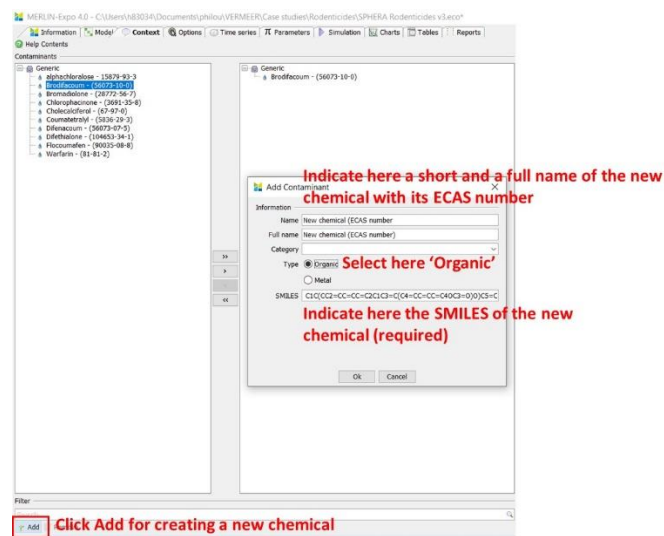 MERLIN-Expo 4.0 - C:\Users\h83034\Documents\philou\VERMEER\Case studies\Rodenticides\SPHERA Rodenticides v3.eco*
Information Model Context Options Time series Parameters Simulation Charts Tables Reports
Help Contents
Contaminants
Generic
alphachloralose - 15879-93-3
Brodifacoum - (56073-10-0)
Bromadiolone - (28772-56-7)
Chlorophacinone - (3691-35-8)
Cholecalciferol - (67-97-0)
Coumatetralyl - (5836-29-3)
Difenacoum - (56073-07-5)
Difethialone - (104653-34-1)
Flocoumafen - (90035-08-8)
Warfarin - (81-81-2)
Generic
Brodifacoum - (56073-10-0)
Indicate here a short and a full name of the new
chemical with its ECAS number
Add Contaminant
Information
Name New chemical (ECAS number
Full name New chemical (ECAS number)
Category
Type Organic Select here 'Organic'
Metal
SMILES C1C(CC2=CC=CC=C2C1C3=C(C4=CC=CC=C4OC3=O)O)C5=C
Indicate here the SMILES of the new
chemical (required)
Ok Cancel
Filter
Add Click Add for creating a new chemical